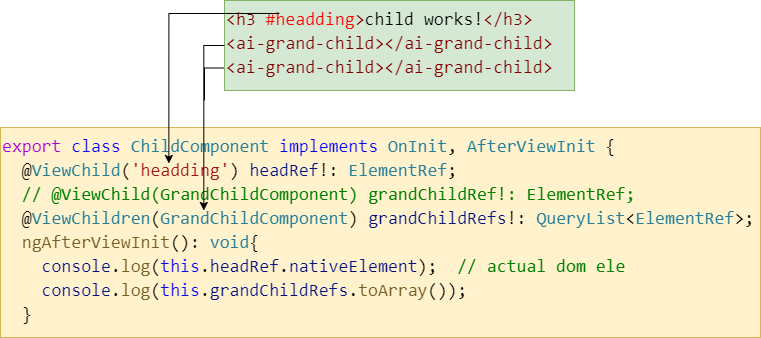 <h3 #headding>child works!</h3>
<ai-grand-child></ai-grand-child>
<ai-grand-child></ai-grand-child>
export class ChildComponent implements OnInit, AfterViewInit {
  @ViewChild('headding') headRef!: ElementRef;
  // @ViewChild(GrandChildComponent) grandChildRef!: ElementRef;
  @ViewChildren(GrandChildComponent) grandChildRefs!: QueryList<ElementRef>;
  ngAfterViewInit(): void{
    console.log(this.headRef.nativeElement);  // actual dom ele
    console.log(this.grandChildRefs.toArray());
  }